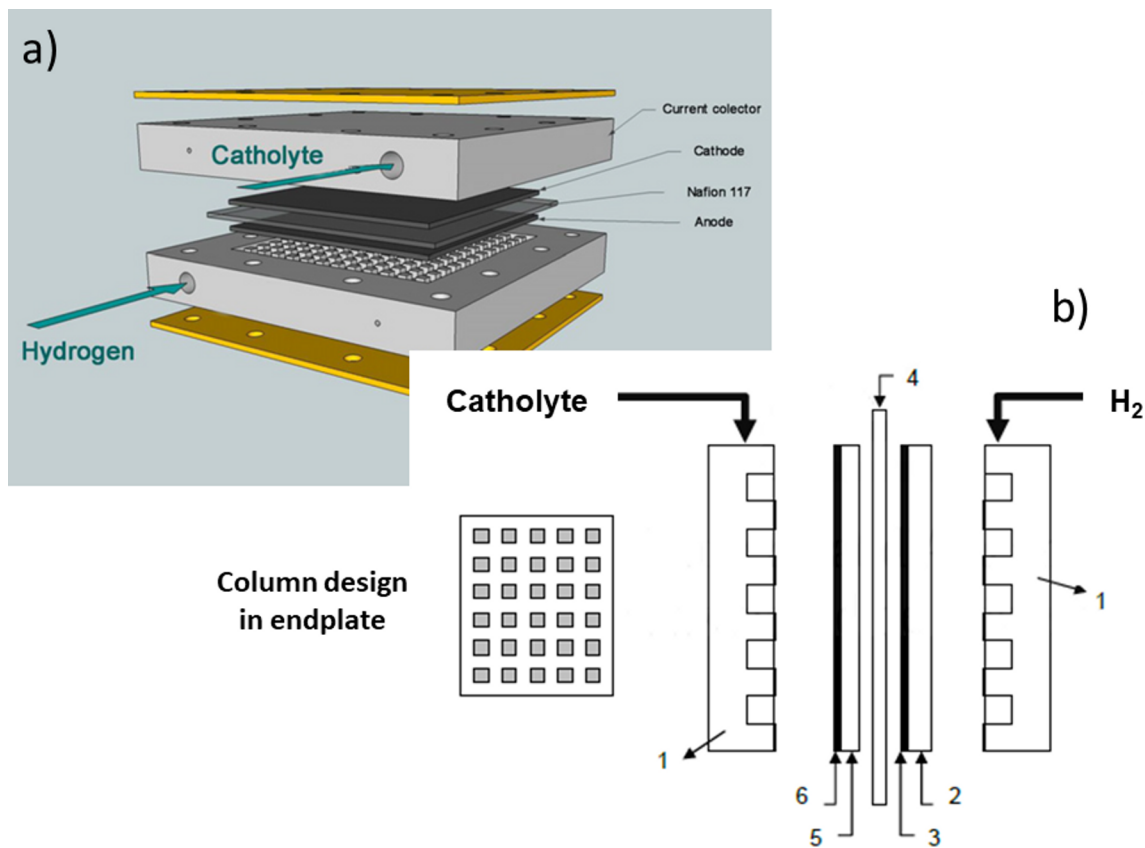 a)
Current colector
Cathode
Catholyte
Nafion 117
Anode
Hydrogen
b)
4
Catholyte
H2
Column design
in endplate
1
1
6
2
5
3